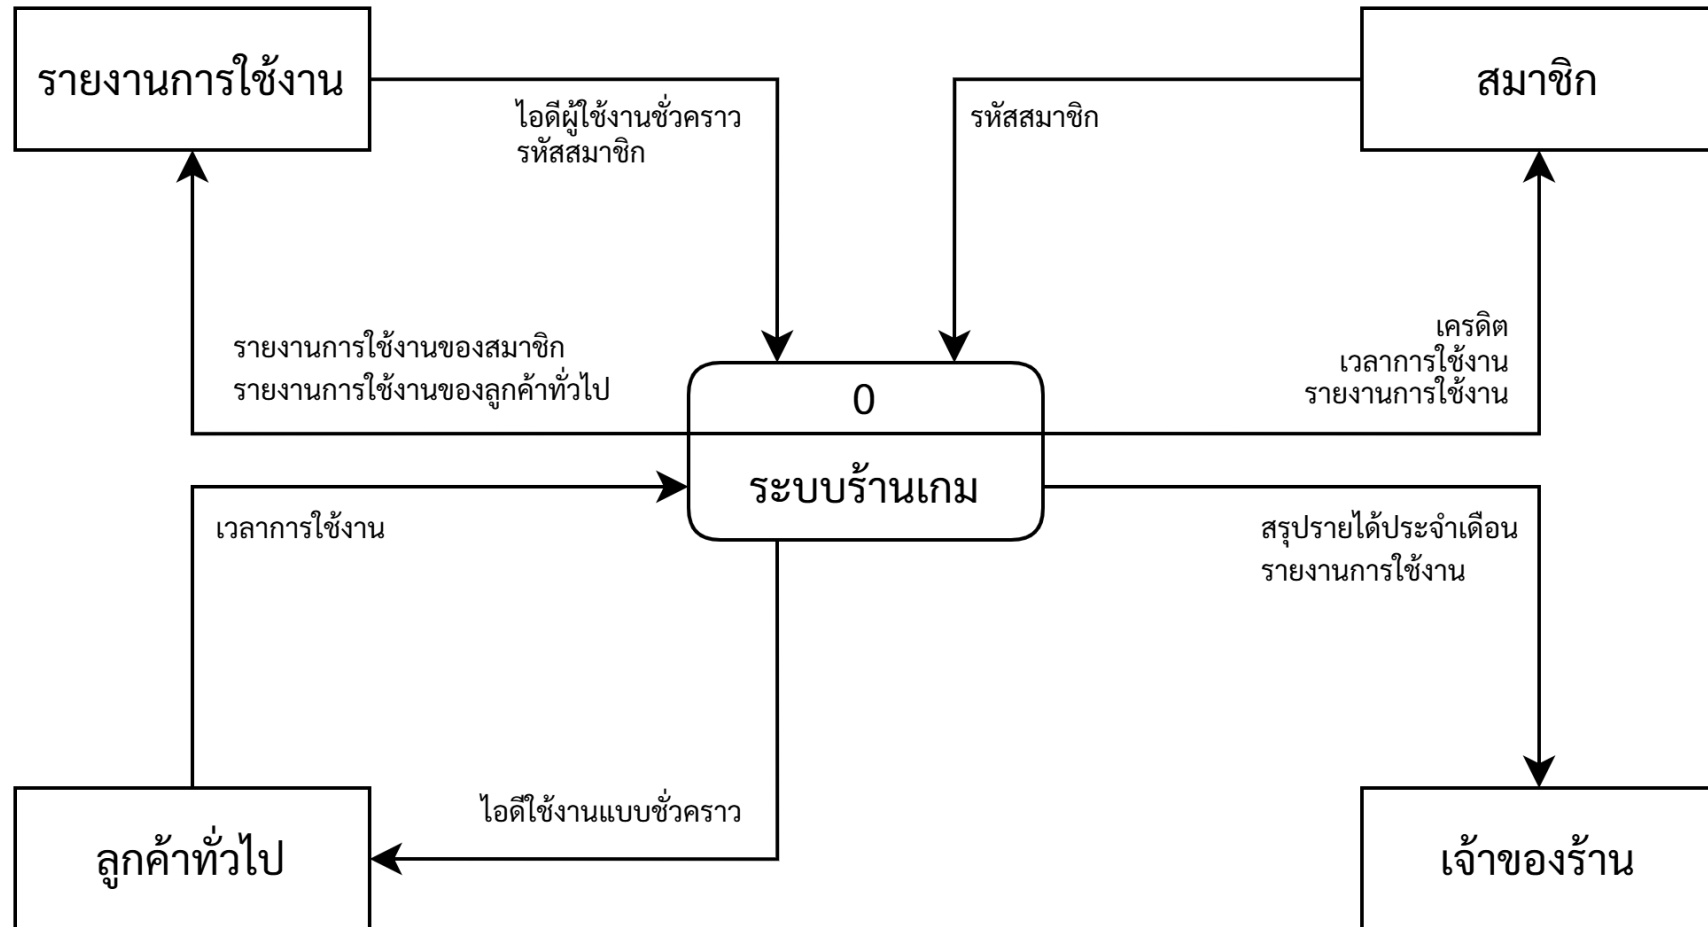 รายงานการใช้งาน
สมาชิก
ไอดีผู้ใช้งานชั่วคราว
รหัสสมาชิก
รหัสสมาชิก
รายงานการใช้งานของสมาชิก
รายงานการใช้งานของลูกค้าทั่วไป
เครดิต
เวลาการใช้งาน
รายงานการใช้งาน
0
ระบบร้านเกม
เวลาการใช้งาน
สรุปรายได้ประจำเดือน
รายงานการใช้งาน
ไอดีใช้งานแบบชั่วคราว
ลูกค้าทั่วไป
เจ้าของร้าน